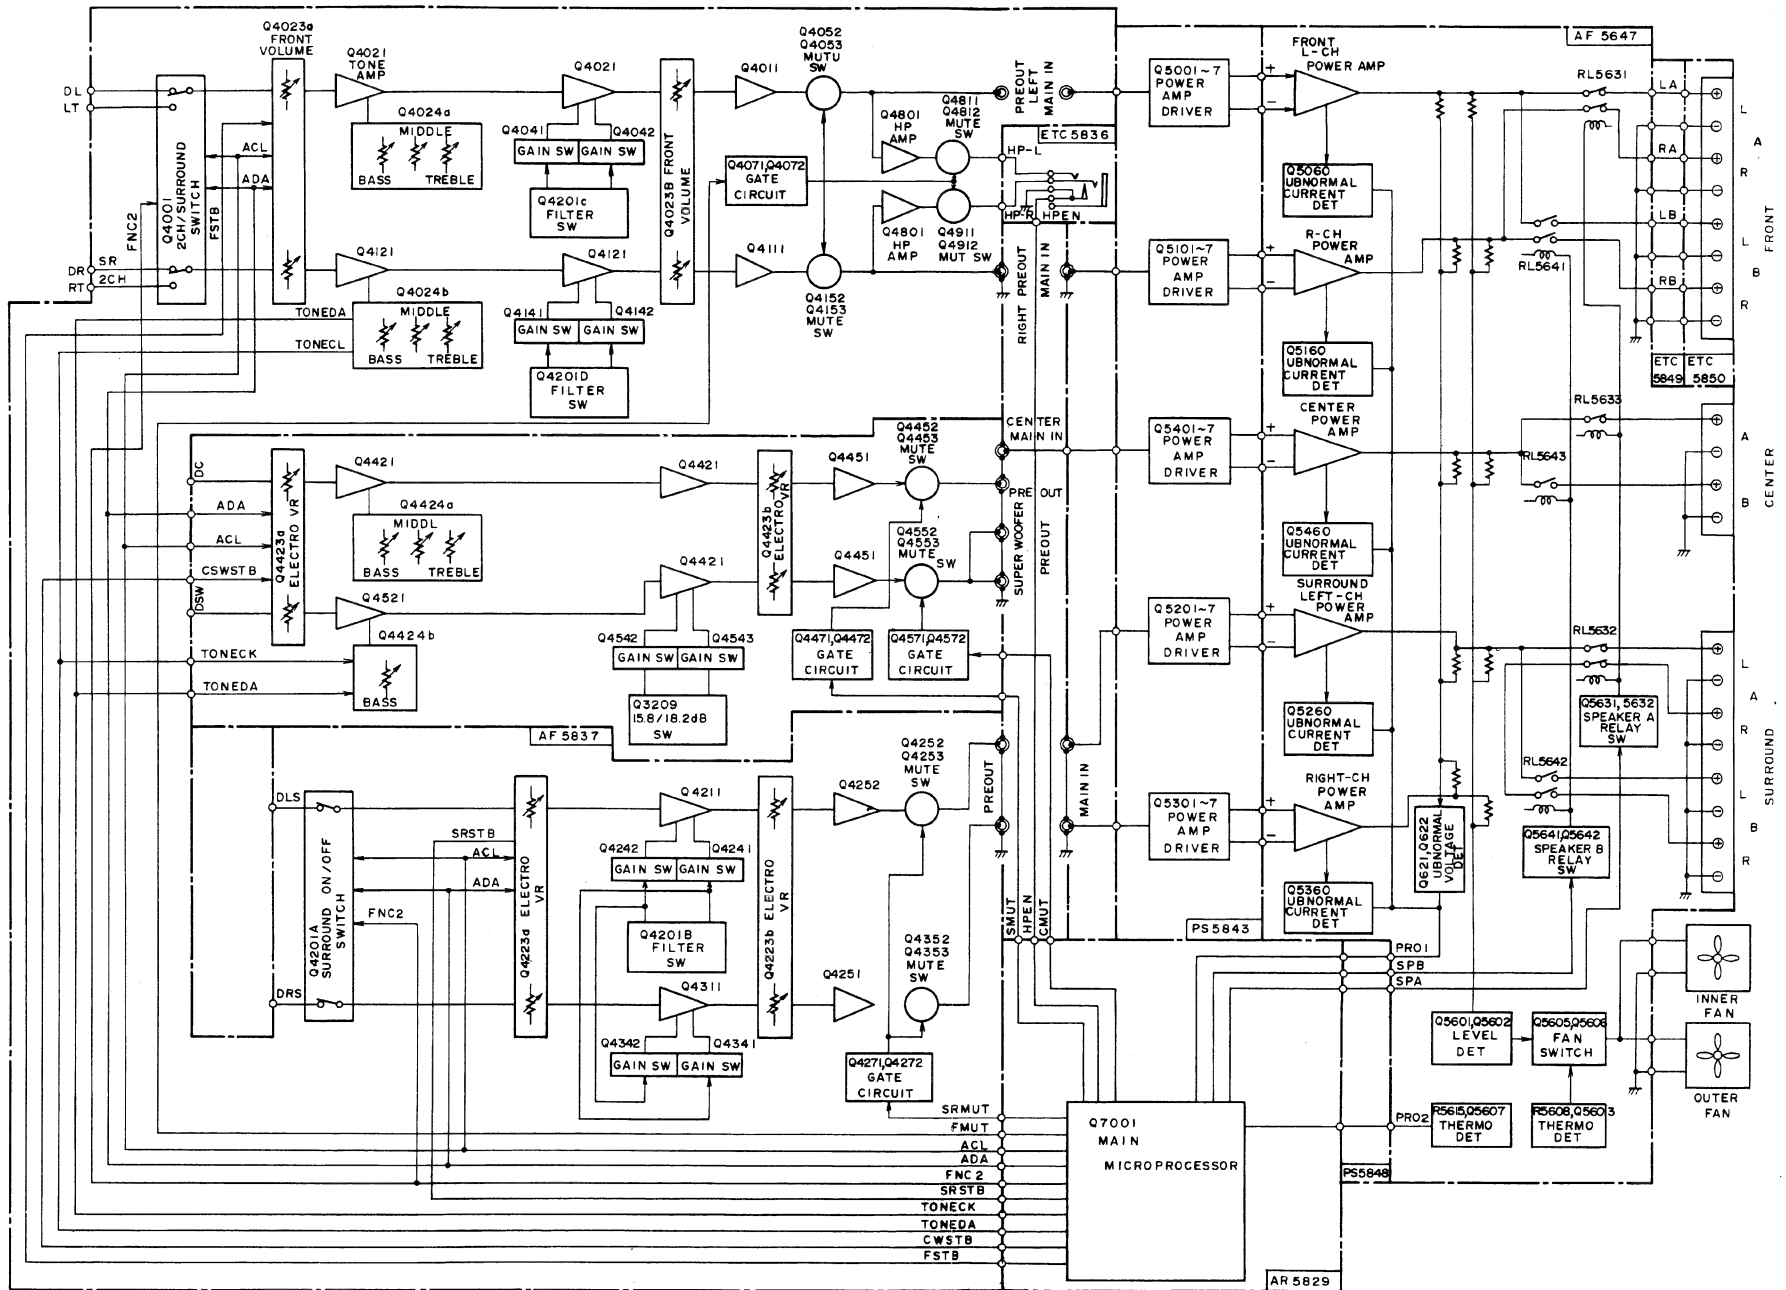 Q4023a
FRONT
VOLUME
Q4021
TONE
AMP
Q4021
Q4052
Q4053
MUTU
SW
Q4011
DL
LT
Q4001
2CH/SURROUND
SWITCH
FNC2
FSTB
ACL
ADA
Q4024a
MIDDLE
BASS
TREBLE
Q4041
Q4042
GAIN SW
GAIN SW
Q4201c
FILTER
SW
Q4023B FRONT
VOLUME
Q4071,Q4072
GATE
CIRCUIT
Q4801
HP
AMP
Q4811
Q4812
MUTE
SW
ETC 5836
HP-L
HP-R
HPEN
PREOUT
LEFT
MAIN IN
Q4801
HP
AMP
Q4911
Q4912
MUT SW
DR
RT
SR
2CH
Q4121
Q4121
Q4111
Q4152
Q4153
MUTE
SW
RIGHT PREOUT
MAIN IN
Q4024b
MIDDLE
BASS
TREBLE
TONEDA
TONECL
Q4141
Q4142
GAIN SW
GAIN SW
Q4201D
FILTER
SW
Q5001~7
POWER
AMP
DRIVER
FRONT
L-CH
POWER AMP
Q5060
UBNORMAL
CURRENT
DET
Q5101~7
POWER
AMP
DRIVER
R-CH
POWER
AMP
Q5160
UBNORMAL
CURRENT
DET
AF 5647
RL5631
RL5641
LA
RA
LB
RB
ETC
5849
ETC
5850
L
A
R
L
B
R
FRONT
DC
ADA
ACL
CSWSTB
DSW
TONECK
TONEDA
Q4423a
ELECTRO VR
Q4421
Q4424a
MIDDL
BASS
TREBLE
Q4521
Q4424b
BASS
Q4421
Q4421
Q4542
Q4543
GAIN SW
GAIN SW
Q3209
15.8/18.2dB
SW
Q4423b
ELECTRO VR
Q4451
Q4452
Q4453
MUTE
SW
Q4451
Q4552
Q4553
MUTE
SW
Q4471,Q4472
GATE
CIRCUIT
Q4571,Q4572
GATE
CIRCUIT
CENTER
MAIN IN
PRE OUT
SUPER WOOFER
PREOUT
Q5401~7
POWER
AMP
DRIVER
CENTER
POWER
AMP
Q5460
UBNORMAL
CURRENT
DET
RL5633
RL5643
A
B
CENTER
Q5201~7
POWER
AMP
DRIVER
SURROUND
LEFT-CH
POWER
AMP
Q5260
UBNORMAL
CURRENT
DET
RL5632
Q5631, 5632
SPEAKER A
RELAY
SW
RL5642
Q5641,Q5642
SPEAKER B
RELAY
SW
L
A
R
L
B
R
SURROUND
AF 5837
DLS
DRS
Q4201A
SURROUND ON/OFF
SWITCH
SRSTB
ACL
ADA
FNC2
Q4223d ELECTRO
VR
Q4211
Q4242
Q4241
GAIN SW
GAIN SW
Q4201B
FILTER
SW
Q4311
Q4342
Q4341
GAIN SW
GAIN SW
Q4223b ELECTRO
VR
Q4252
Q4252
Q4253
MUTE
SW
Q4251
Q4352
Q4353
MUTE
SW
Q4271,Q4272
GATE
CIRCUIT
PREOUT
MAIN IN
SMUT
HPEN
CMUT
Q5301~7
POWER
AMP
DRIVER
RIGHT-CH
POWER
AMP
Q5360
UBNORMAL
CURRENT
DET
Q621,Q622
UBNORMAL
VOLTAGE
DET
PS5843
PRO1
SPB
SPA
Q5601,Q5602
LEVEL
DET
Q5605,Q5606
FAN
SWITCH
PRO2
R5615,Q5607
THERMO
DET
R5608,Q5603
THERMO
DET
INNER
FAN
OUTER
FAN
PS5848
SRMUT
FMUT
ACL
ADA
FNC 2
SRSTB
TONECK
TONEDA
CWSTB
FSTB
Q7001
MAIN
MICROPROCESSOR
AR 5829